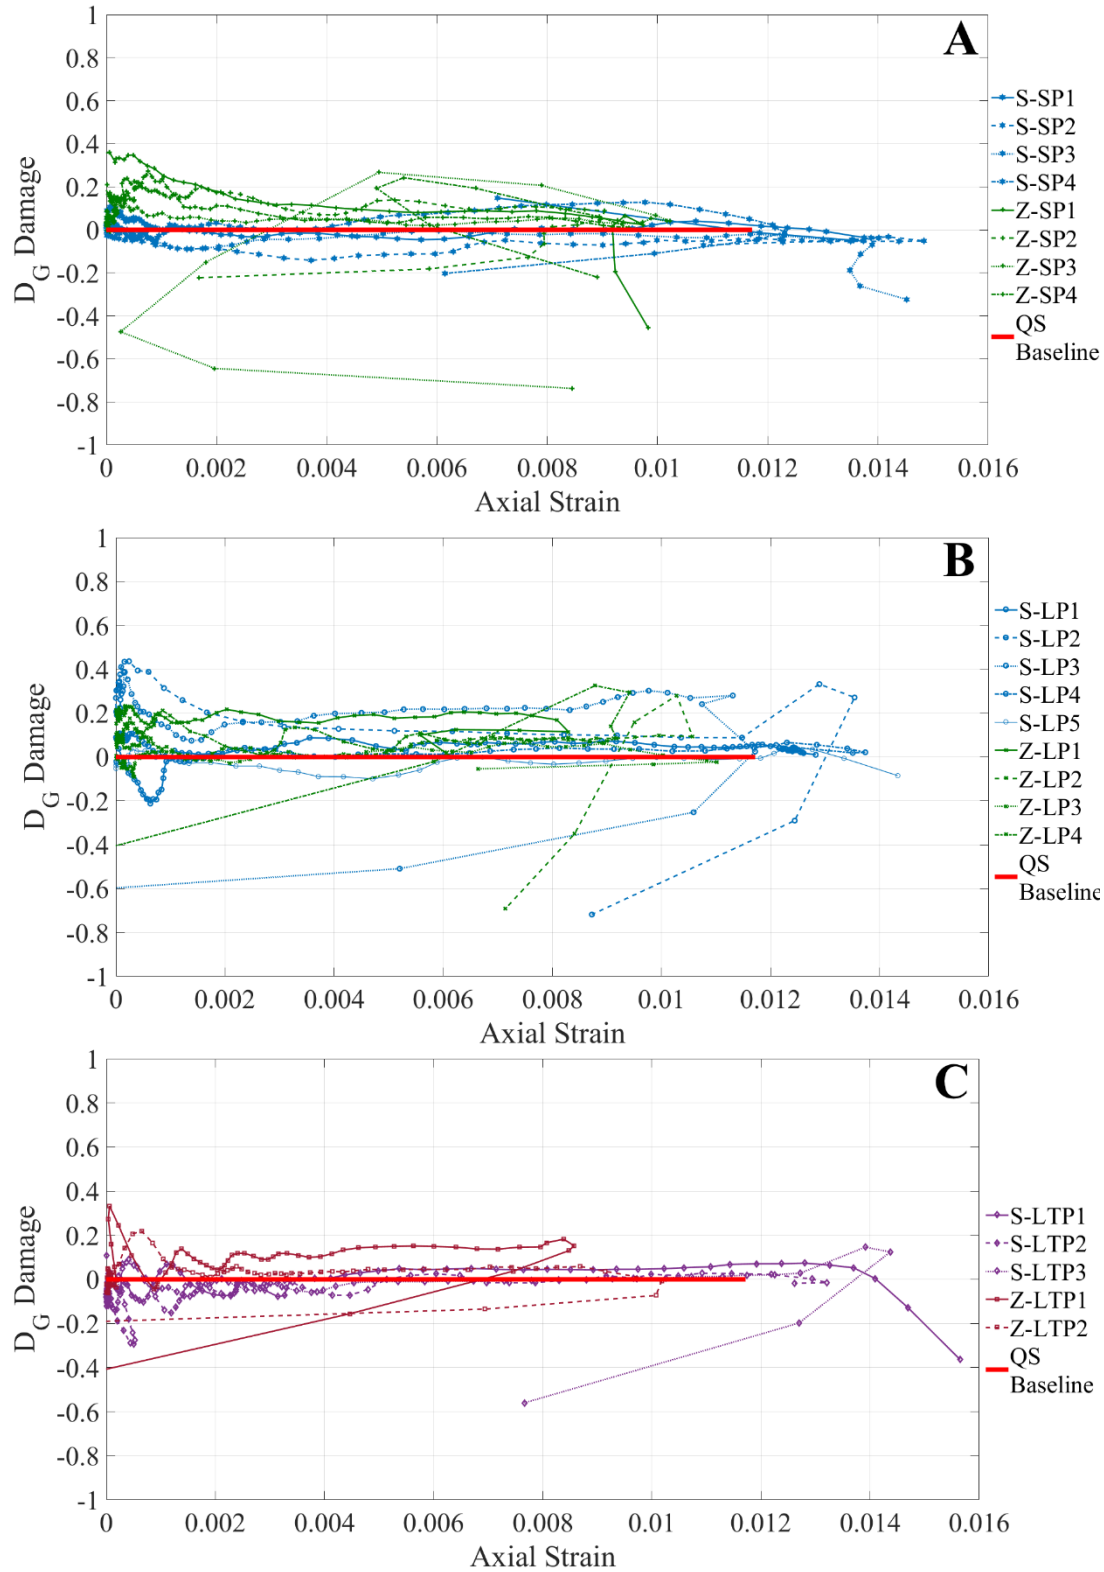 A
1
0.8
0.6
0.4
0.2
0
-0.2
-0.4
-0.6
-0.8
-1
D_G Damage
0 0.002 0.004 0.006 0.008 0.01 0.012 0.014 0.016
Axial Strain
S-SP1
S-SP2
S-SP3
S-SP4
Z-SP1
Z-SP2
Z-SP3
Z-SP4
QS
Baseline
B
1
0.8
0.6
0.4
0.2
0
-0.2
-0.4
-0.6
-0.8
-1
D_G Damage
0 0.002 0.004 0.006 0.008 0.01 0.012 0.014 0.016
Axial Strain
S-LP1
S-LP2
S-LP3
S-LP4
S-LP5
Z-LP1
Z-LP2
Z-LP3
Z-LP4
QS
Baseline
C
1
0.8
0.6
0.4
0.2
0
-0.2
-0.4
-0.6
-0.8
-1
D_G Damage
0 0.002 0.004 0.006 0.008 0.01 0.012 0.014 0.016
Axial Strain
S-LTP1
S-LTP2
S-LTP3
Z-LTP1
Z-LTP2
QS
Baseline